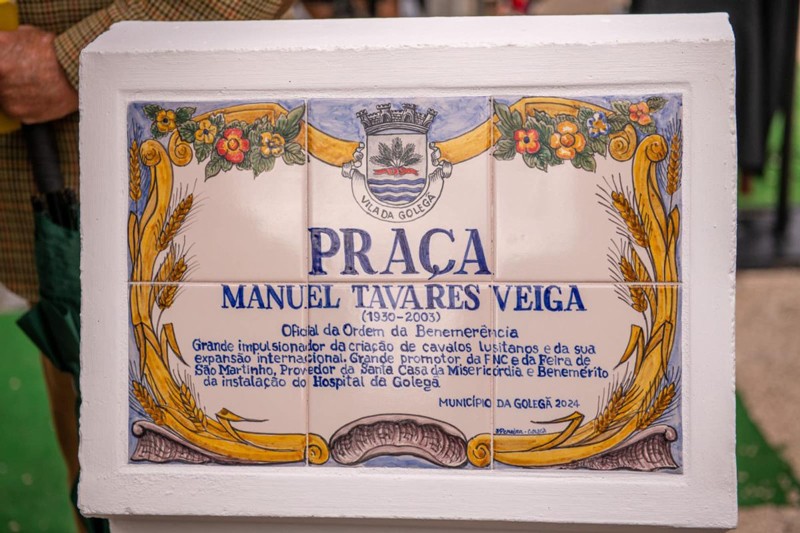 VILA DA GOLEGÃ
PRAÇA
MANUEL TAVARES VEIGA
(1930-2003)
Oficial da Ordem da Benemerência
Grande impulsionador da criação de cavalos lusitanos e da sua
expansão internacional. Grande promotor da FNC e da Feira de
São Martinho, Provedor da Santa Casa da Misericórdia e Benemérito
da instalação do Hospital da Golegã
MUNICÍPIO DA GOLEGÃ 2024